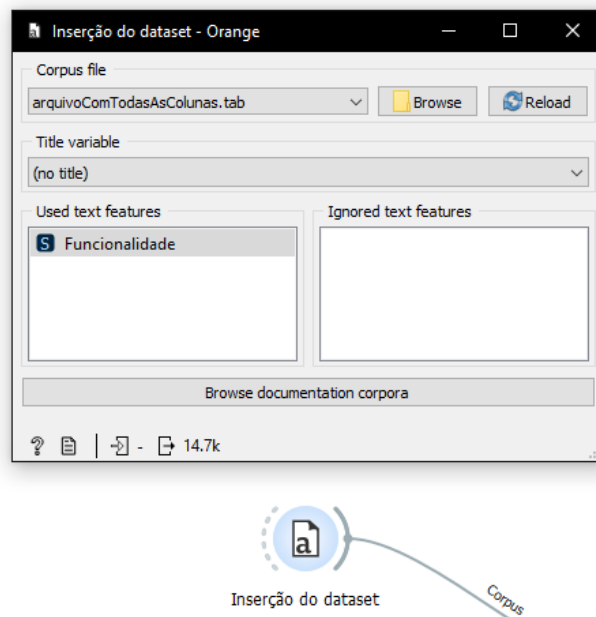 Inserção do dataset - Orange
Corpus file
arquivoComTodasAsColunas.tab Browse Reload
Title variable
(no title)
Used text features Ignored text features
S Funcionalidade
Browse documentation corpora
? - 14.7k
a
Inserção do dataset
Corpus